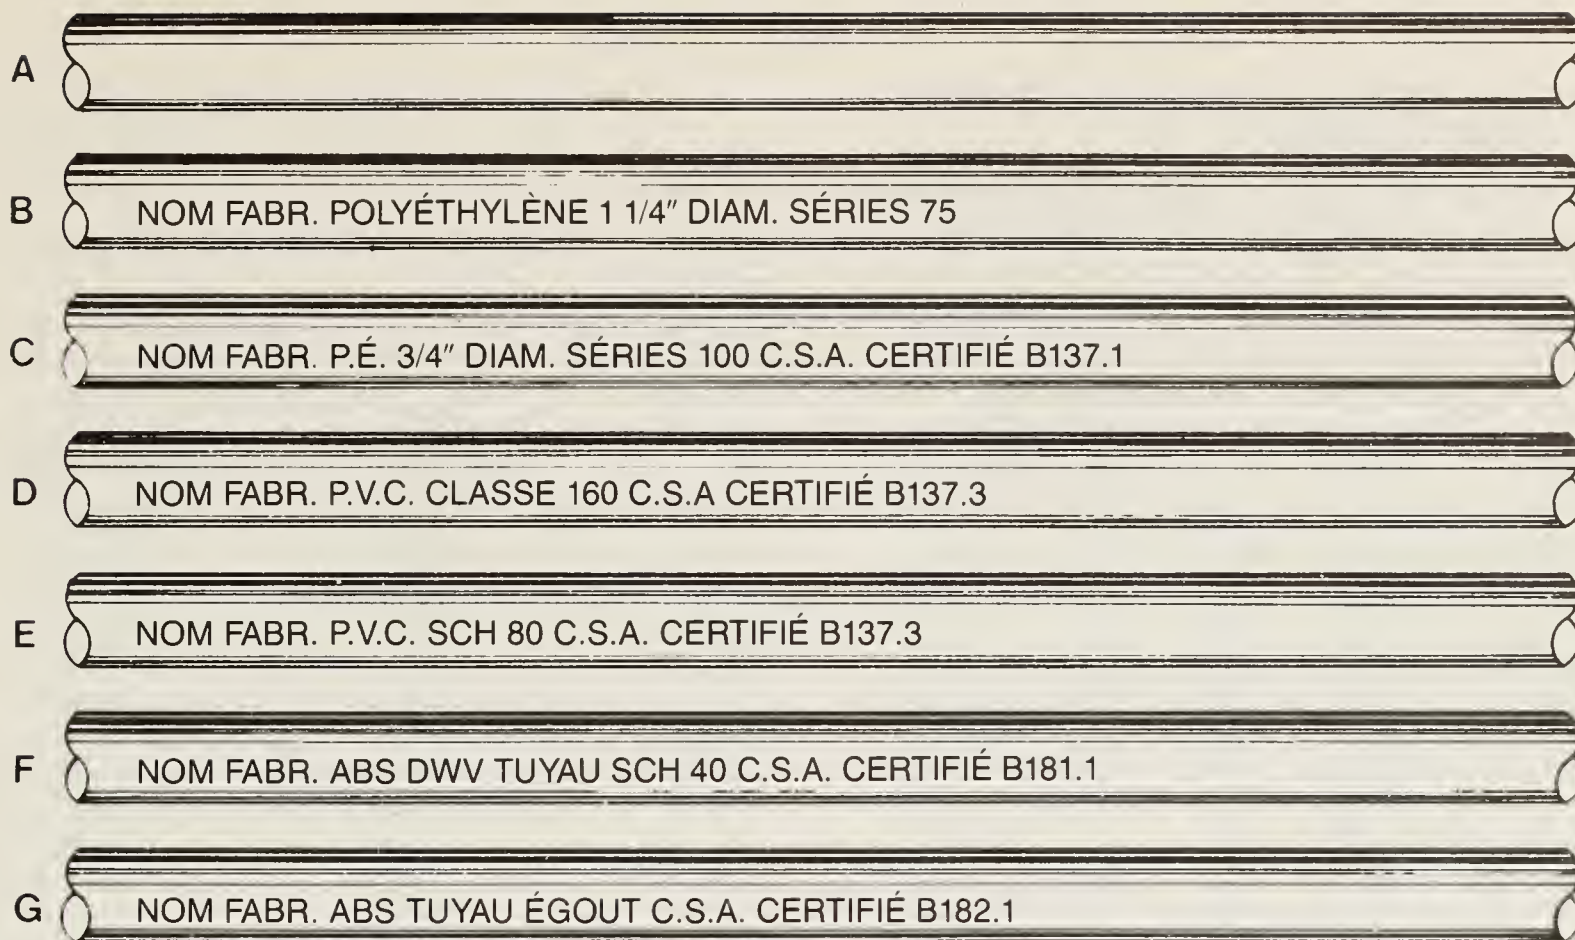 A
B NOM FABR. POLYÉTHYLÈNE 1 1/4" DIAM. SÉRIES 75
C NOM FABR. P.É. 3/4" DIAM. SÉRIES 100 C.S.A. CERTIFIÉ B137.1
D NOM FABR. P.V.C. CLASSE 160 C.S.A CERTIFIÉ B137.3
E NOM FABR. P.V.C. SCH 80 C.S.A. CERTIFIÉ B137.3
F NOM FABR. ABS DWV TUYAU SCH 40 C.S.A. CERTIFIÉ B181.1
G NOM FABR. ABS TUYAU ÉGOUT C.S.A. CERTIFIÉ B182.1